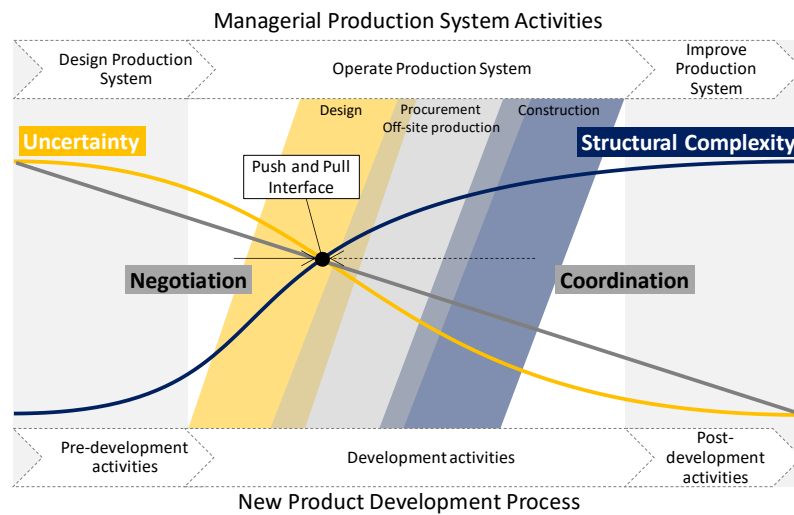 Managerial Production System Activities
Design Production
System
Operate Production System
Improve
Production
System
Design
Procurement
Off-site production
Construction
Uncertainty
Structural Complexity
Push and Pull
Interface
Negotiation
Coordination
Pre-development
activities
Development activities
Post-
development
activities
New Product Development Process